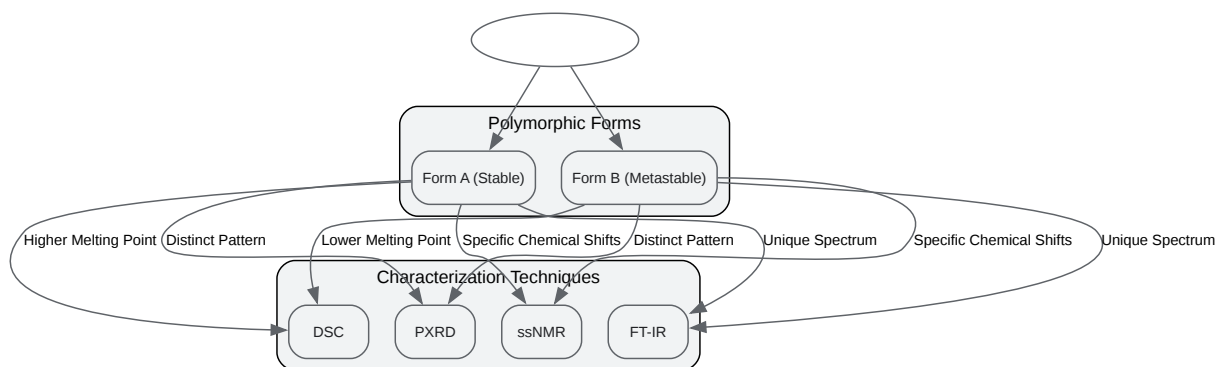 Polymorphic Forms
Form A (Stable)
Form B (Metastable)
Higher Melting Point
Distinct Pattern
Lower Melting Point
Specific Chemical Shifts
Distinct Pattern
Unique Spectrum
Specific Chemical Shifts
Unique Spectrum
Characterization Techniques
DSC
PXRD
ssNMR
FT-IR